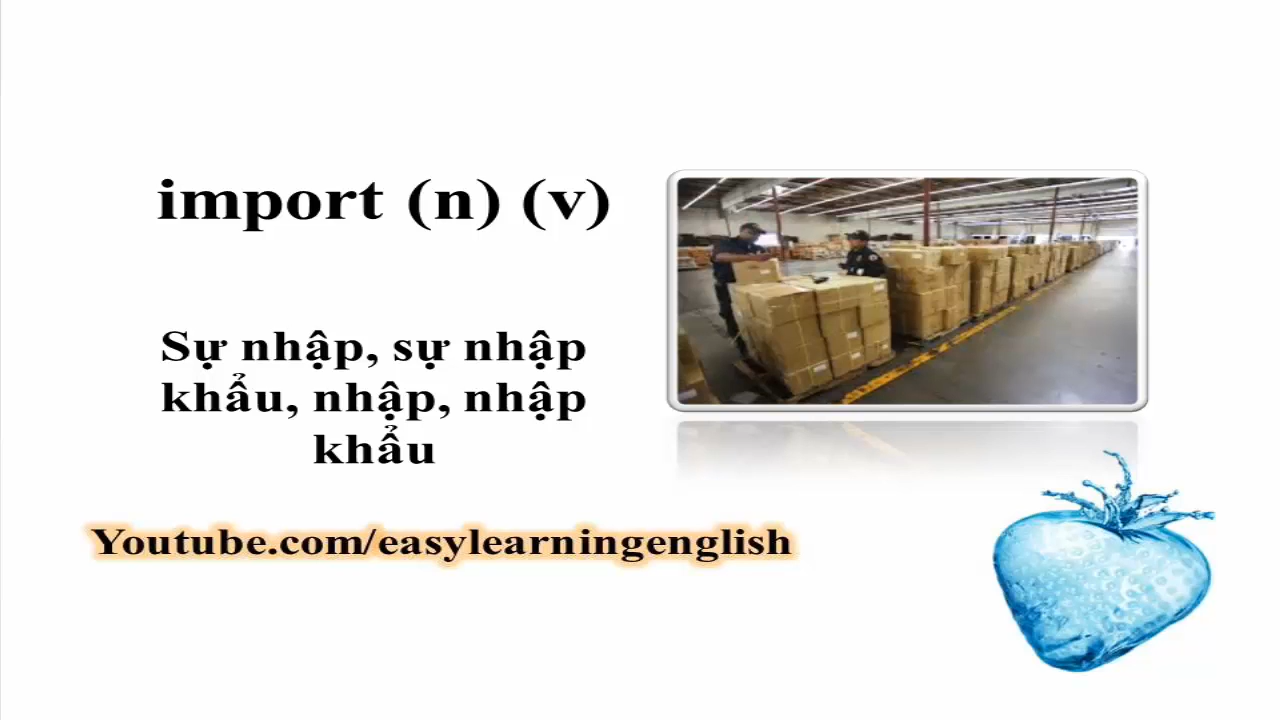 import (n) (v)
Sự nhập, sự nhập
khẩu, nhập, nhập
khẩu
Youtube.com/easylearningenglish